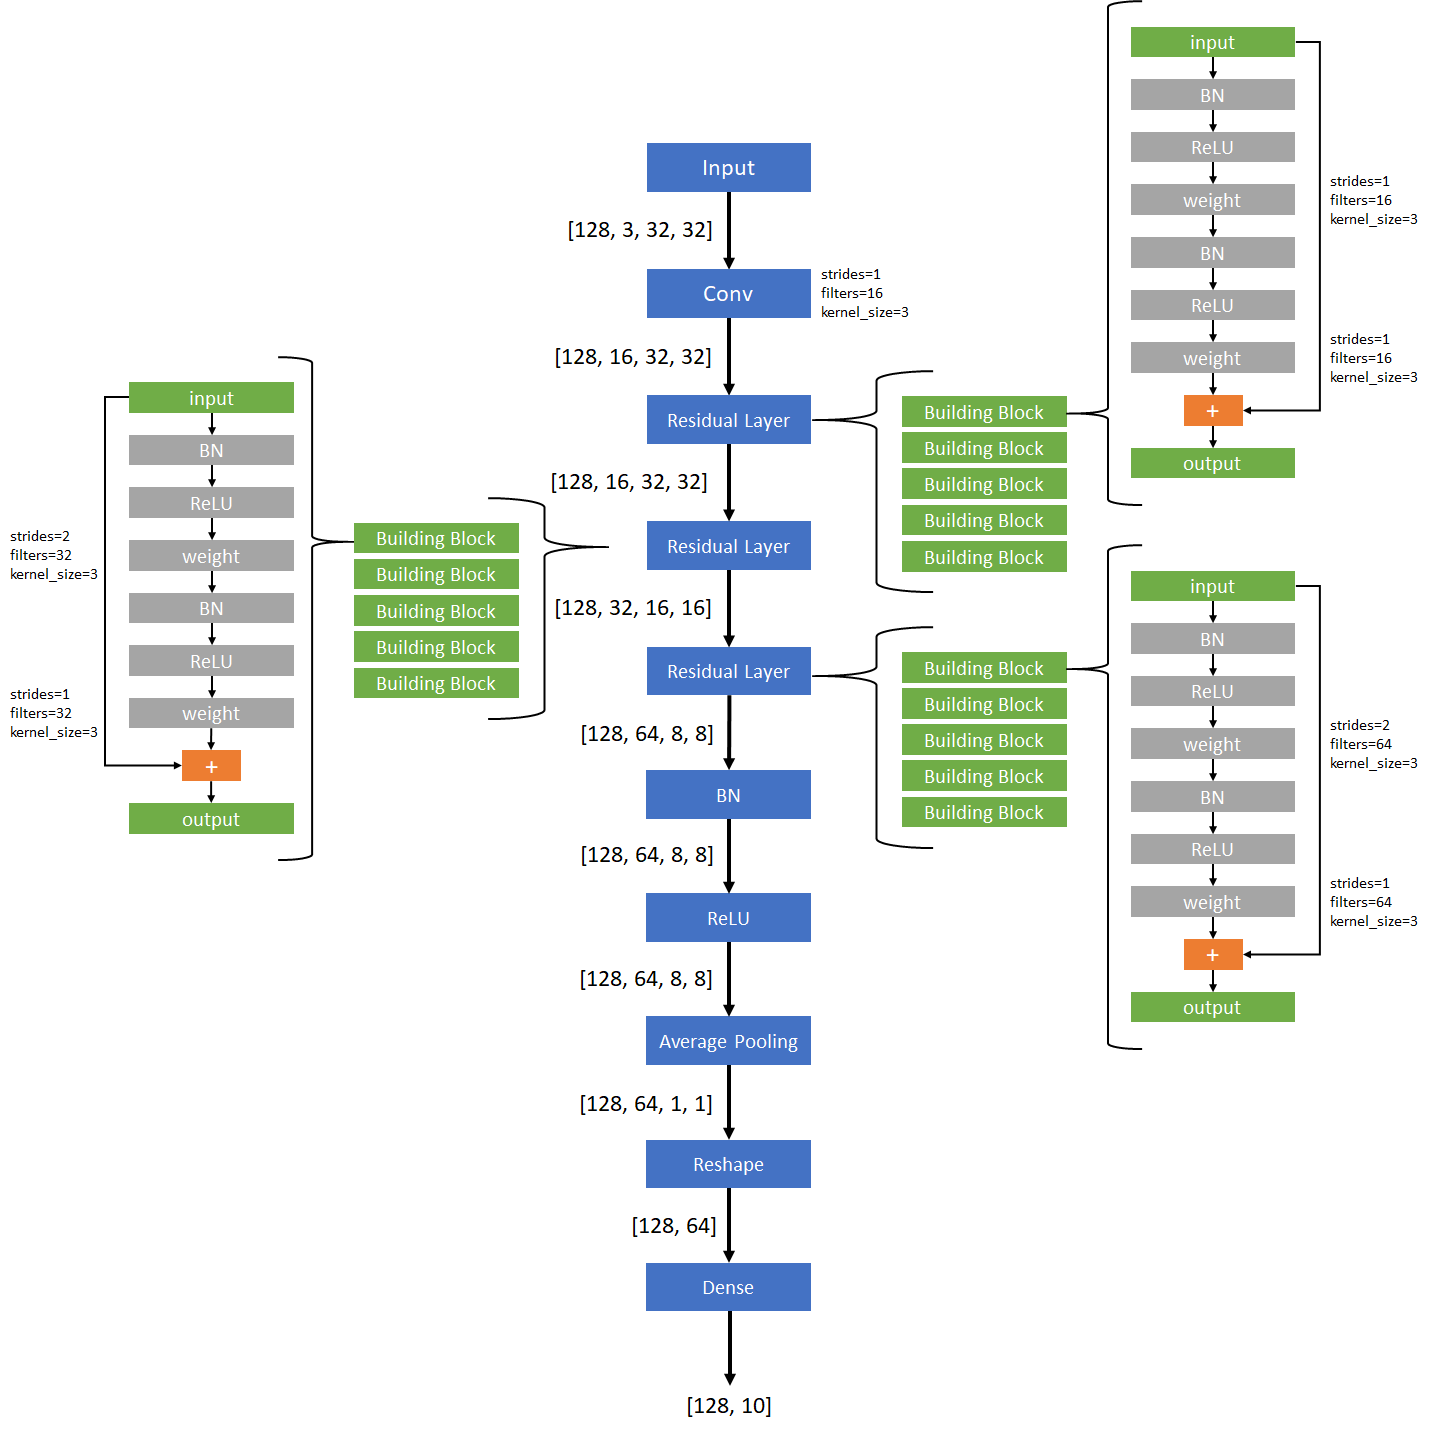 Input
[128, 3, 32, 32]
Conv
strides=1
filters=16
kernel_size=3
[128, 16, 32, 32]
Residual Layer
[128, 16, 32, 32]
Residual Layer
[128, 32, 16, 16]
Residual Layer
[128, 64, 8, 8]
BN
[128, 64, 8, 8]
ReLU
[128, 64, 8, 8]
Average Pooling
[128, 64, 1, 1]
Reshape
[128, 64]
Dense
[128, 10]
Building Block
Building Block
Building Block
Building Block
Building Block
input
BN
ReLU
weight
BN
ReLU
weight
+
output
strides=1
filters=16
kernel_size=3
strides=1
filters=16
kernel_size=3
Building Block
Building Block
Building Block
Building Block
Building Block
input
BN
ReLU
weight
BN
ReLU
weight
+
output
strides=2
filters=32
kernel_size=3
strides=1
filters=32
kernel_size=3
Building Block
Building Block
Building Block
Building Block
Building Block
input
BN
ReLU
weight
BN
ReLU
weight
+
output
strides=2
filters=64
kernel_size=3
strides=1
filters=64
kernel_size=3